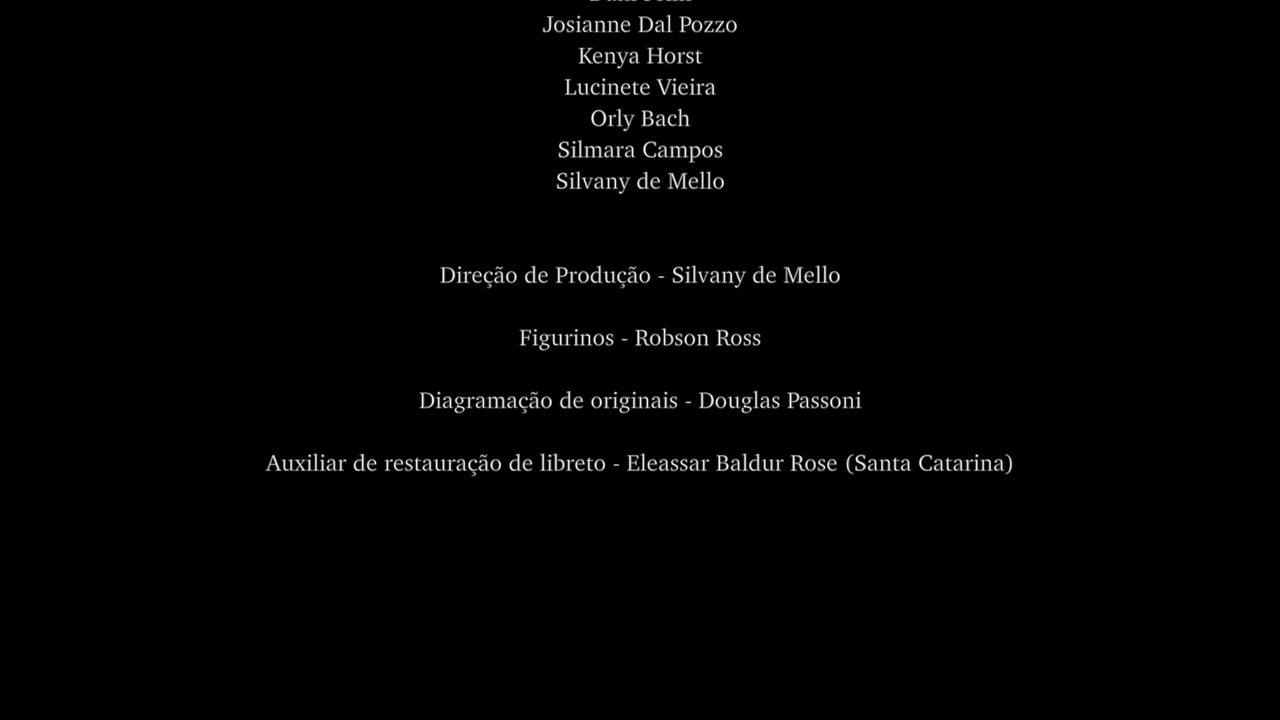 Josianne Dal Pozzo
Kenya Horst
Lucinete Vieira
Orly Bach
Silmara Campos
Silvany de Mello
Direção de Produção - Silvany de Mello
Figurinos - Robson Ross
Diagramação de originais - Douglas Passoni
Auxiliar de restauração de libreto - Eleassar Baldur Rose (Santa Catarina)